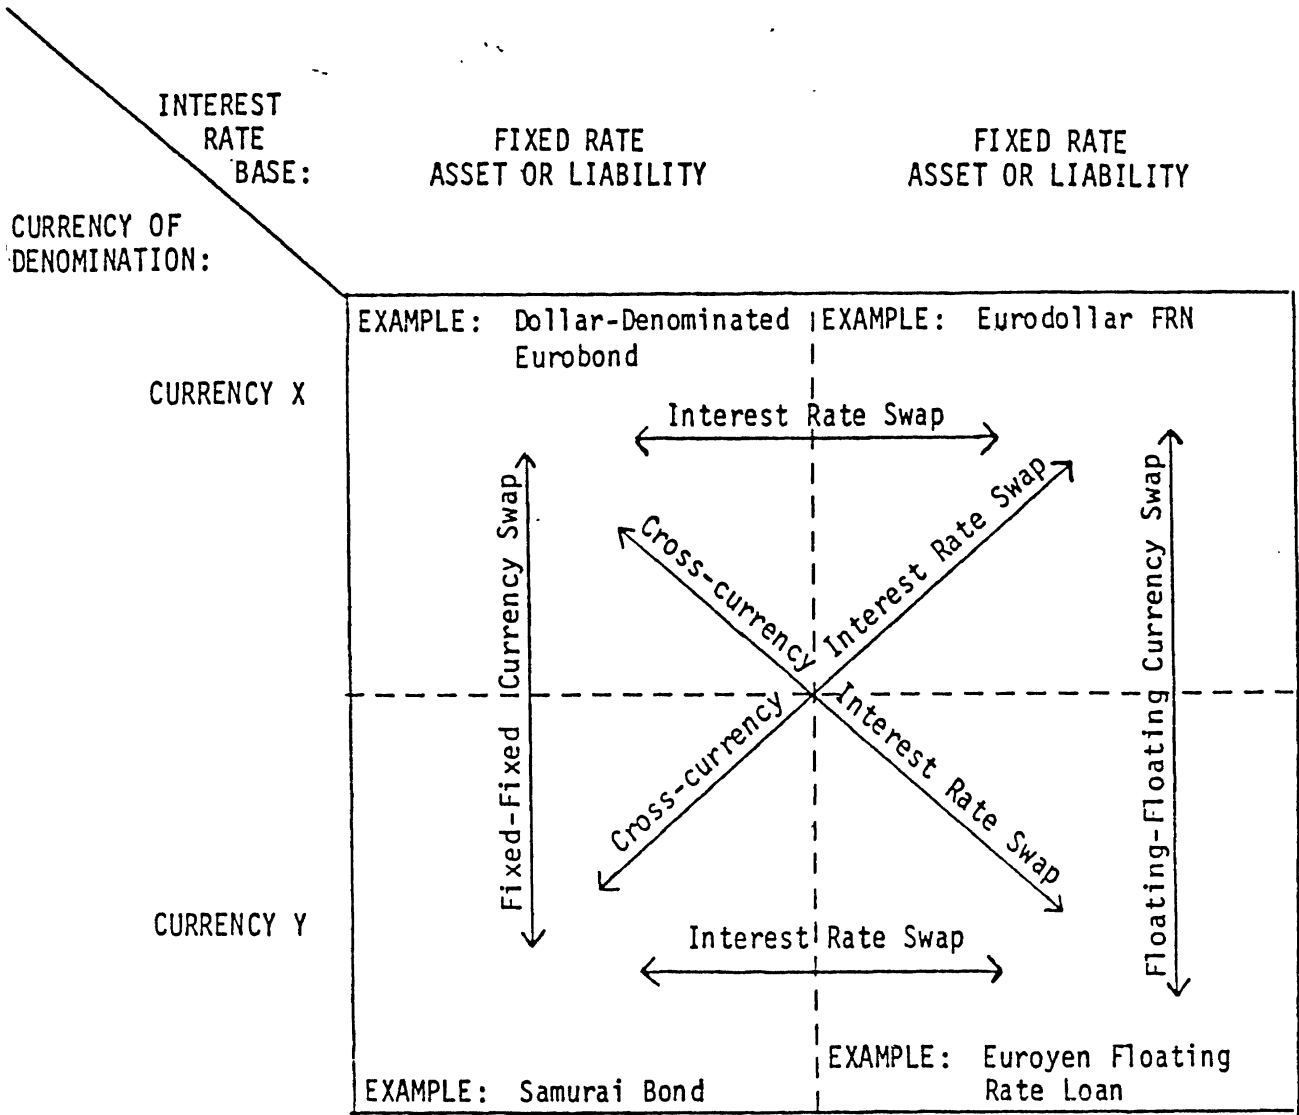 INTEREST
RATE
BASE:
FIXED RATE
ASSET OR LIABILITY
FIXED RATE
ASSET OR LIABILITY
CURRENCY OF
DENOMINATION:
EXAMPLE: Dollar-Denominated
Eurobond
EXAMPLE: Eurodollar FRN
CURRENCY X
Interest Rate Swap
Fixed-Fixed Currency Swap
Cross-currency Interest Rate Swap
Cross-currency Interest Rate Swap
Floating-Floating Currency Swap
CURRENCY Y
Interest Rate Swap
EXAMPLE: Samurai Bond
EXAMPLE: Euroyen Floating
Rate Loan